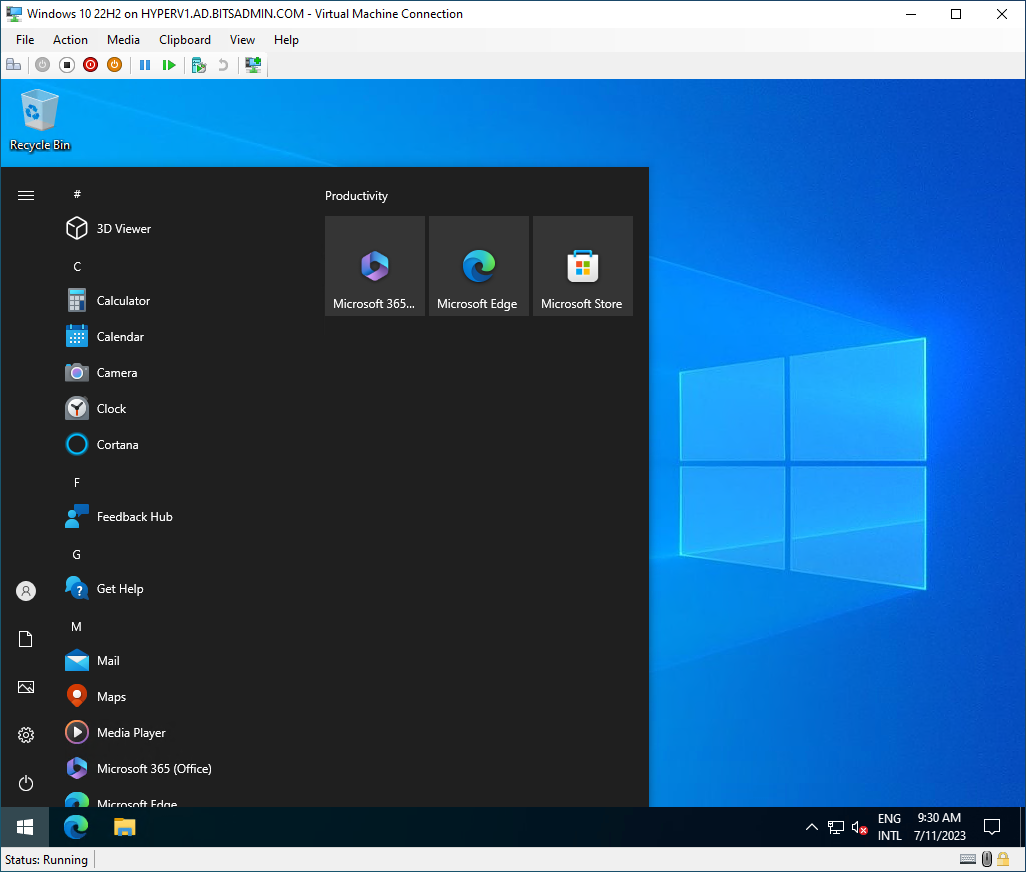 Windows 10 22H2 on HYPERV1.AD.BITSADMIN.COM - Virtual Machine Connection
File Action Media Clipboard View Help
Recycle Bin
#
3D Viewer
C
Calculator
Calendar
Camera
Clock
Cortana
F
Feedback Hub
G
Get Help
M
Mail
Maps
Media Player
Microsoft 365 (Office)
Microsoft Edge
Productivity
Microsoft 365... Microsoft Edge Microsoft Store
ENG 9:30 AM
INTL 7/11/2023
Status: Running